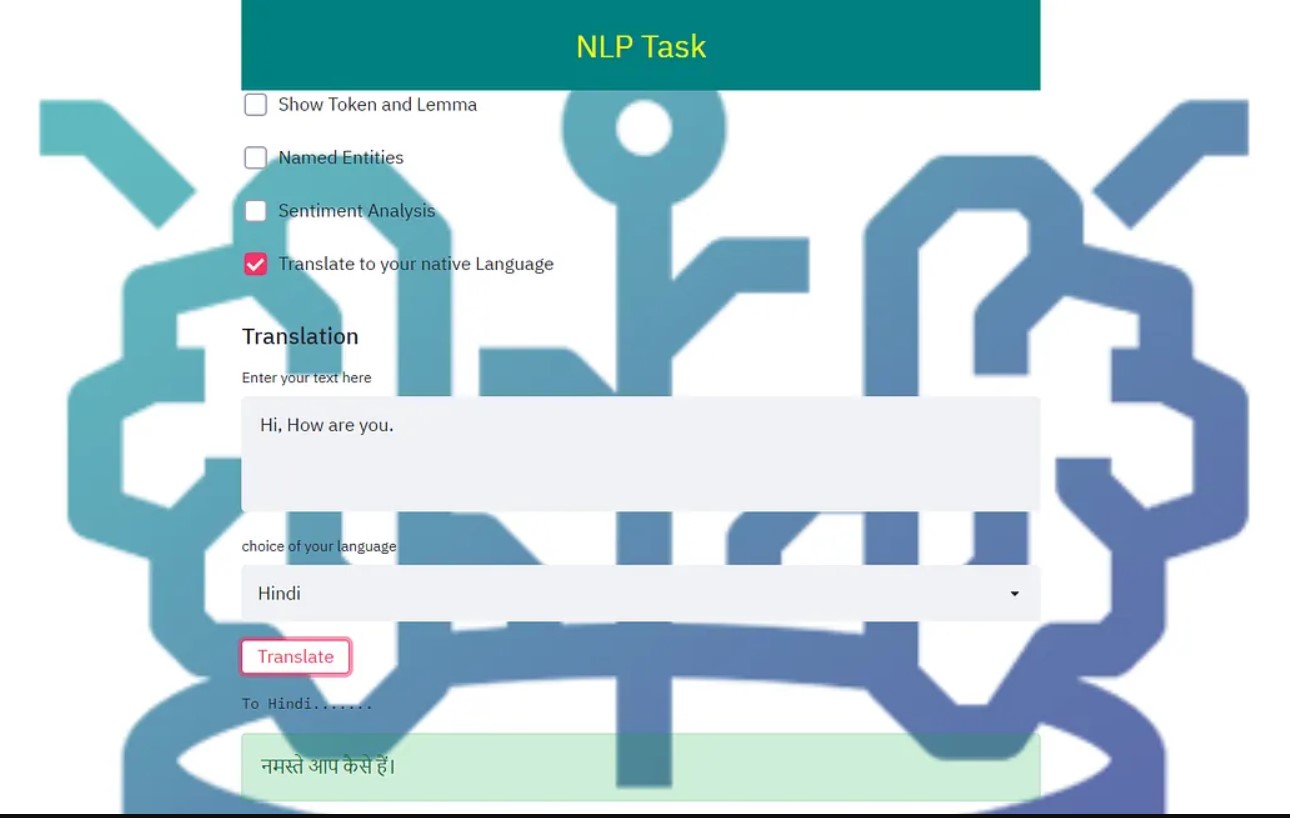 NLP Task
Show Token and Lemma
Named Entities
Sentiment Analysis
Translate to your native Language
Translation
Enter your text here
Hi, How are you.
choice of your language
Hindi
Translate
To Hindi.......
नमस्ते आप कैसे हैं।